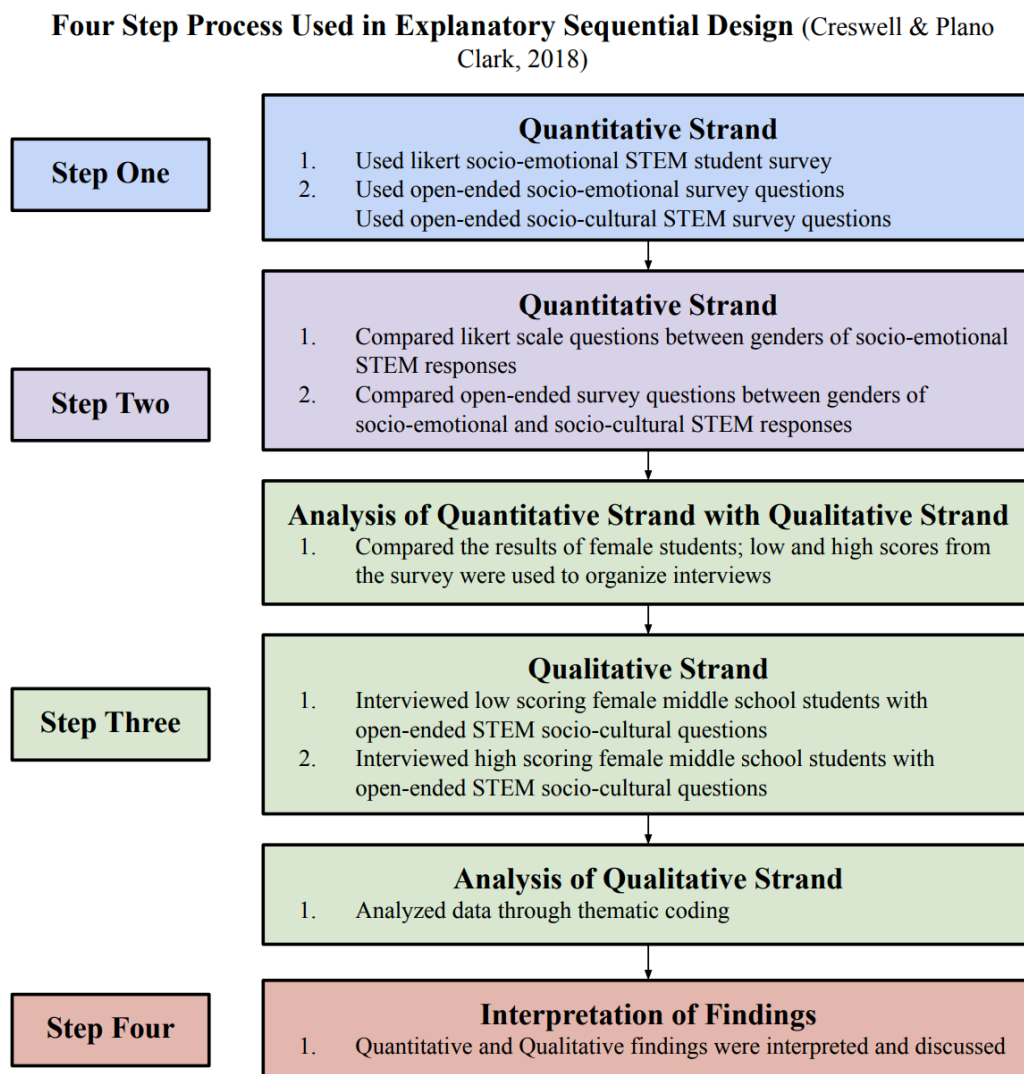 Four Step Process Used in Explanatory Sequential Design (Creswell & Plano
Clark, 2018)
Step One
Quantitative Strand
1. Used likert socio-emotional STEM student survey
2. Used open-ended socio-emotional survey questions
Used open-ended socio-cultural STEM survey questions
Step Two
Quantitative Strand
1. Compared likert scale questions between genders of socio-emotional
STEM responses
2. Compared open-ended survey questions between genders of
socio-emotional and socio-cultural STEM responses
Analysis of Quantitative Strand with Qualitative Strand
1. Compared the results of female students; low and high scores from
the survey were used to organize interviews
Step Three
Qualitative Strand
1. Interviewed low scoring female middle school students with
open-ended STEM socio-cultural questions
2. Interviewed high scoring female middle school students with
open-ended STEM socio-cultural questions
Analysis of Qualitative Strand
1. Analyzed data through thematic coding
Step Four
Interpretation of Findings
1. Quantitative and Qualitative findings were interpreted and discussed